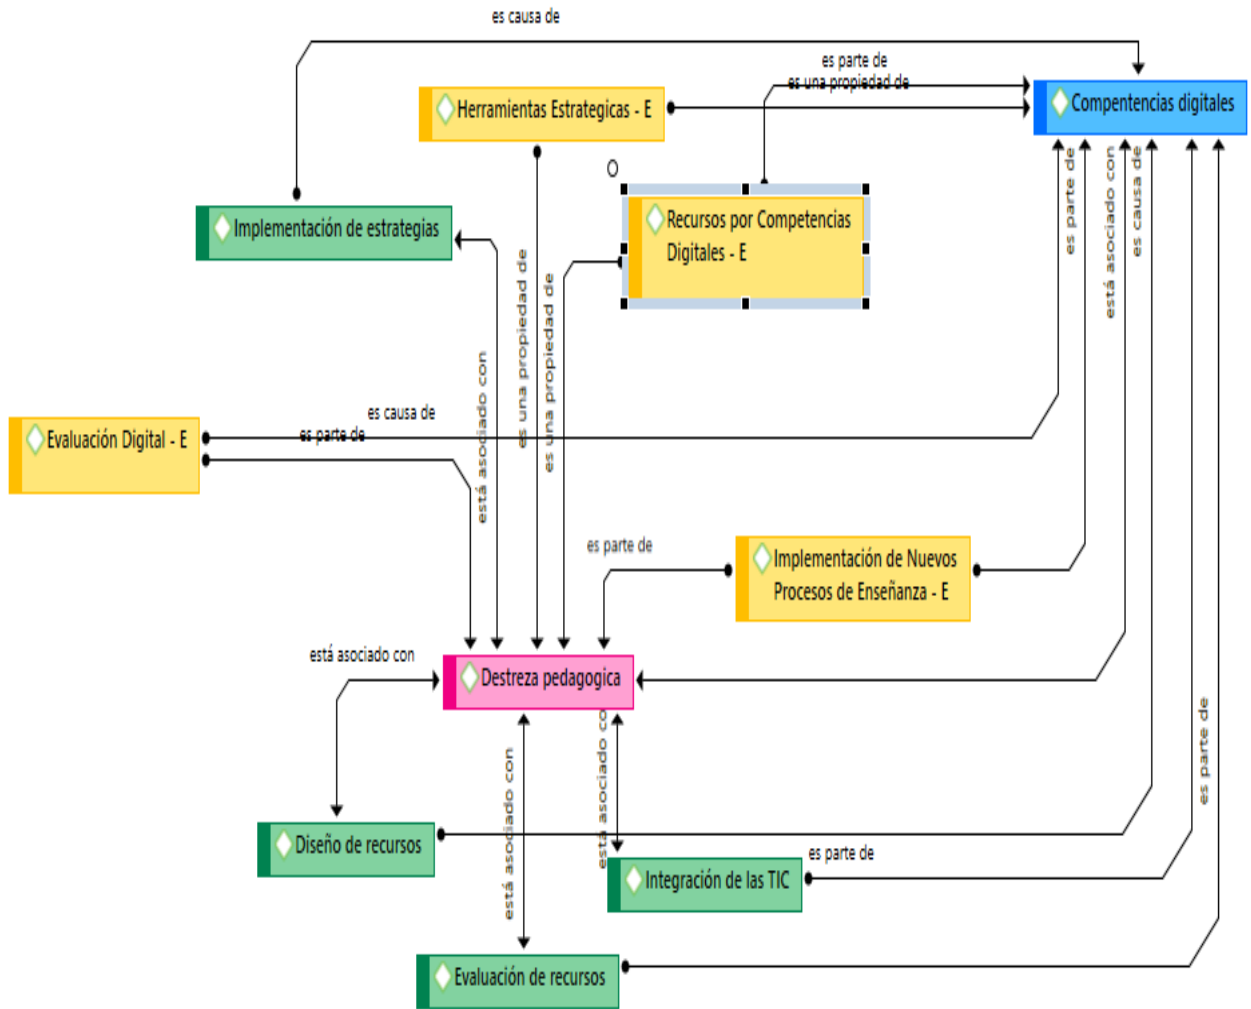 es causa de
es parte de
es una propiedad de
Herramientas Estrategicas - E
Compentencias digitales
Implementación de estrategias
Recursos por Competencias
Digitales - E
es parte de
está asociado con
es causa de
es una propiedad de
es una propiedad de
está asociado con
es causa de
es parte de
Evaluación Digital - E
es parte de
Implementación de Nuevos
Procesos de Enseñanza - E
está asociado con
Destreza pedagogica
está asociado con
está asociado co
es parte de
Diseño de recursos
es parte de
Integración de las TIC
Evaluación de recursos